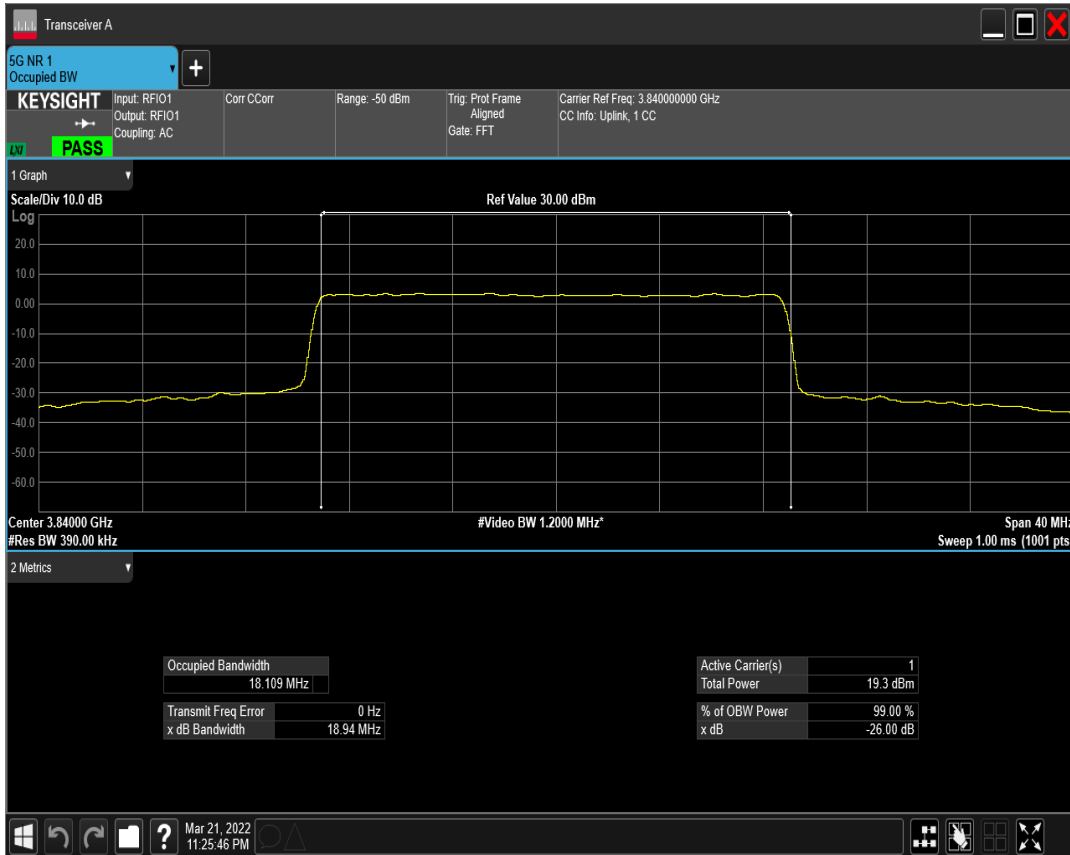 Transceiver A
5G NR 1
Occupied BW
KEYSIGHT
Input: RFIO1
Output: RFIO1
Coupling: AC
Corr CCorr
Range: -50 dBm
Trig: Prot Frame
Aligned
Gate: FFT
Carrier Ref Freq: 3.840000000 GHz
CC Info: Uplink, 1 CC
LXI
PASS
1 Graph
Scale/Div 10.0 dB
Ref Value 30.00 dBm
Log
20.0
10.0
0.00
-10.0
-20.0
-30.0
-40.0
-50.0
-60.0
Center 3.84000 GHz
#Video BW 1.2000 MHz*
Span 40 MHz
#Res BW 390.00 kHz
Sweep 1.00 ms (1001 pts
2 Metrics
Occupied Bandwidth
18.109 MHz
Transmit Freq Error 0 Hz
x dB Bandwidth 18.94 MHz
Active Carrier(s) 1
Total Power 19.3 dBm
% of OBW Power 99.00 %
x dB -26.00 dB
?
Mar 21, 2022
11:25:46 PM